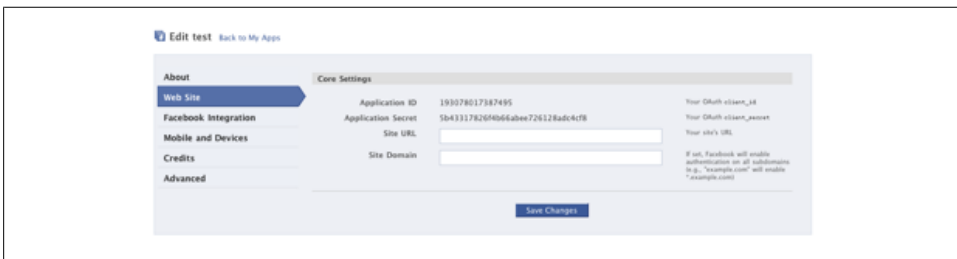 Edit test Back to My Apps
About
Web Site
Facebook Integration
Mobile and Devices
Credits
Advanced
Core Settings
Application ID 193078017387495 Your OAuth client_id
Application Secret 5b43317826f4b66abee726128adc4cf8 Your OAuth client_secret
Site URL Your site's URL
Site Domain If set, Facebook will enable
authentication on all subdomains
(e.g., "example.com" will enable
*.example.com)
Save Changes